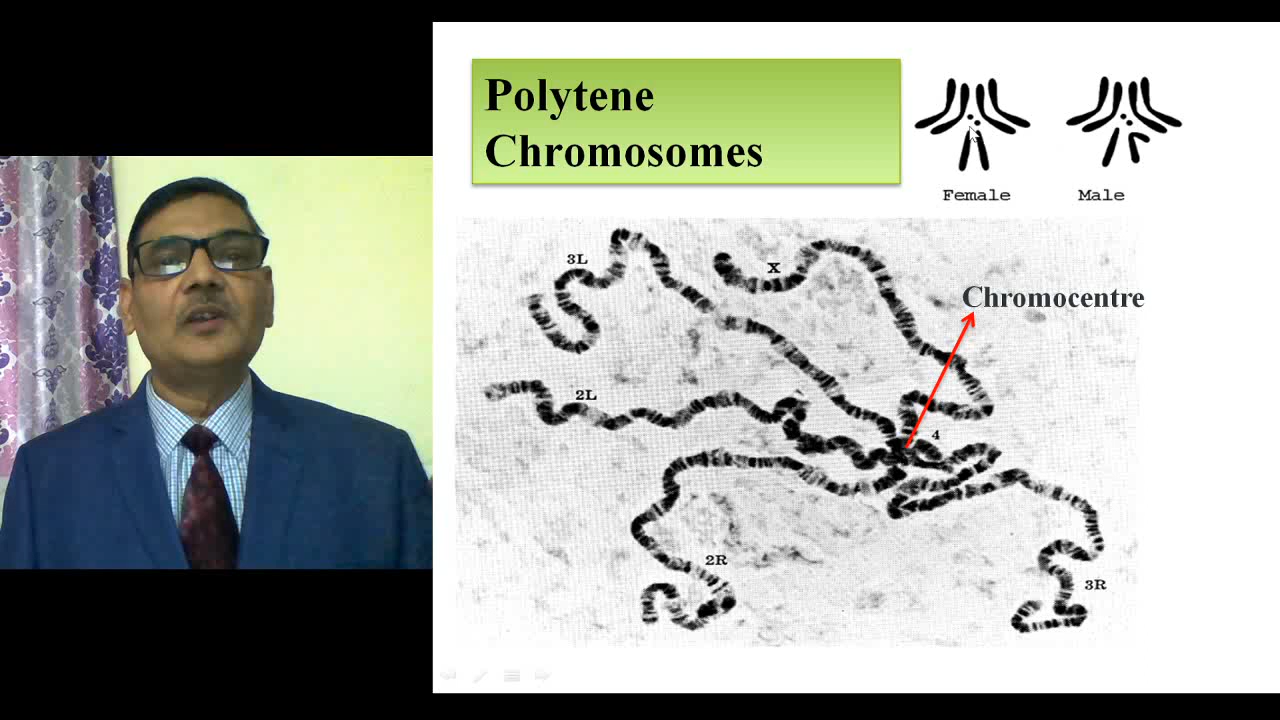 Polytene
Chromosomes
Female
Male
3L
X
Chromocentre
2L
4
2R
3R